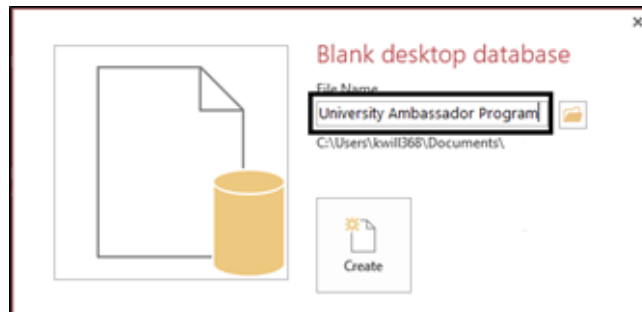 Blank desktop database
File Name
University Ambassador Program
C:\Users\kwill368\Documents\
Create